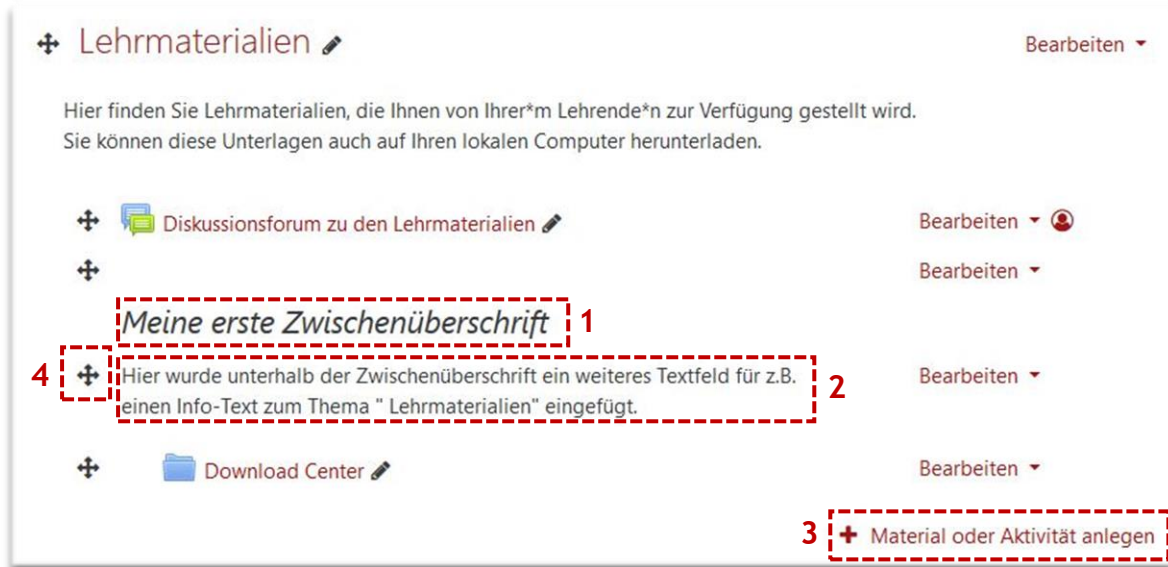 Lehrmaterialien Bearbeiten
Hier finden Sie Lehrmaterialien, die Ihnen von Ihrer*m Lehrende*n zur Verfügung gestellt wird.
Sie können diese Unterlagen auch auf Ihren lokalen Computer herunterladen.
Diskussionsforum zu den Lehrmaterialien Bearbeiten
Bearbeiten
Meine erste Zwischenüberschrift 1
4 Hier wurde unterhalb der Zwischenüberschrift ein weiteres Textfeld für z.B. Bearbeiten
2
einen Info-Text zum Thema " Lehrmaterialien" eingefügt.
Download Center Bearbeiten
3 + Material oder Aktivität anlegen